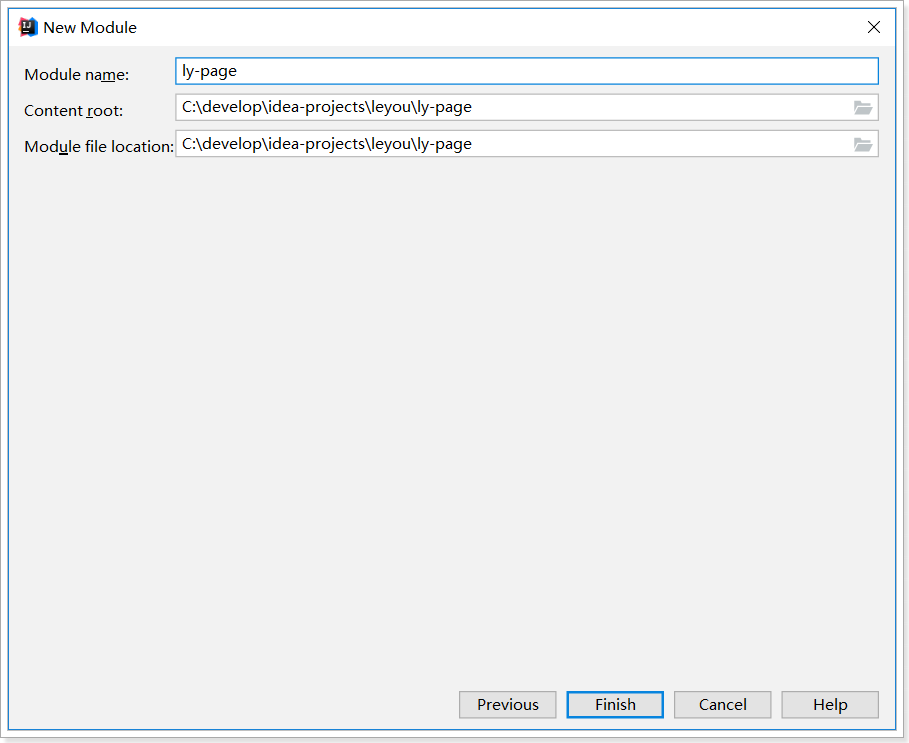 New Module
Module name: ly-page
Content root: C:\develop\idea-projects\leyou\ly-page
Module file location: C:\develop\idea-projects\leyou\ly-page
Previous Finish Cancel Help